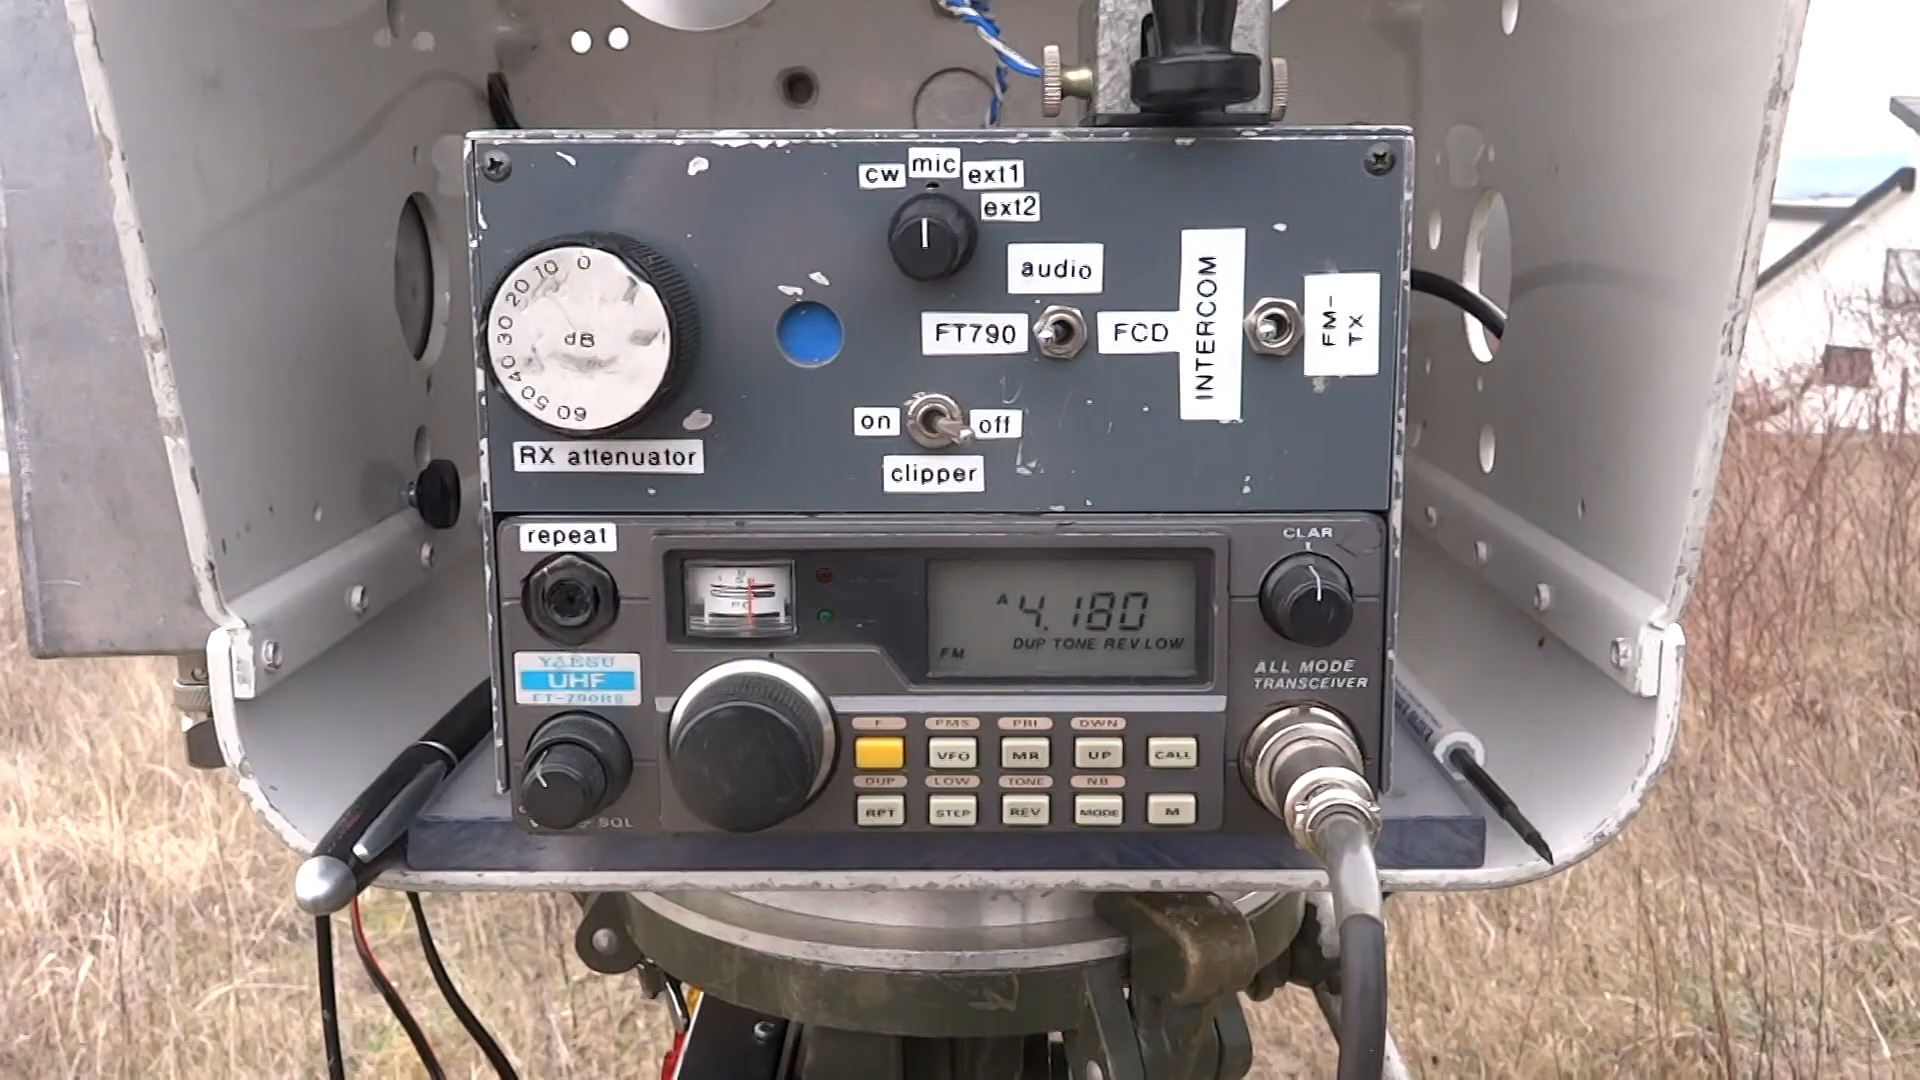 cw mic ext1
ext2
audio
0
10
20
30
40
50
60
dB
FT790
FCD
INTERCOM
FM-
TX
on
off
clipper
RX attenuator
repeat
CLAR
A 4.180
DUP TONE REV LOW
FM
YAESU
UHF
ALL MODE
TRANSCEIVER
F PMS PRI DWN
VFO MR UP CALL
DUP LOW TONE NB
RPT STEP REV MODE M
SQL